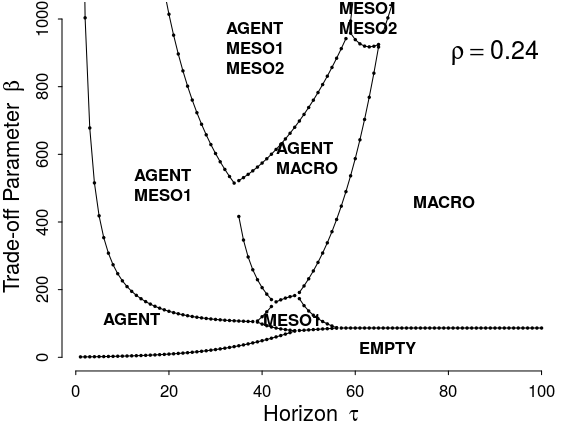 MESO1
MESO2
AGENT
MESO1
MESO2
ρ = 0.24
AGENT
MACRO
AGENT
MESO1
MACRO
AGENT
MESO1
EMPTY
Trade-off Parameter β
0
200
400
600
800
1000
0
20
40
60
80
100
Horizon τ